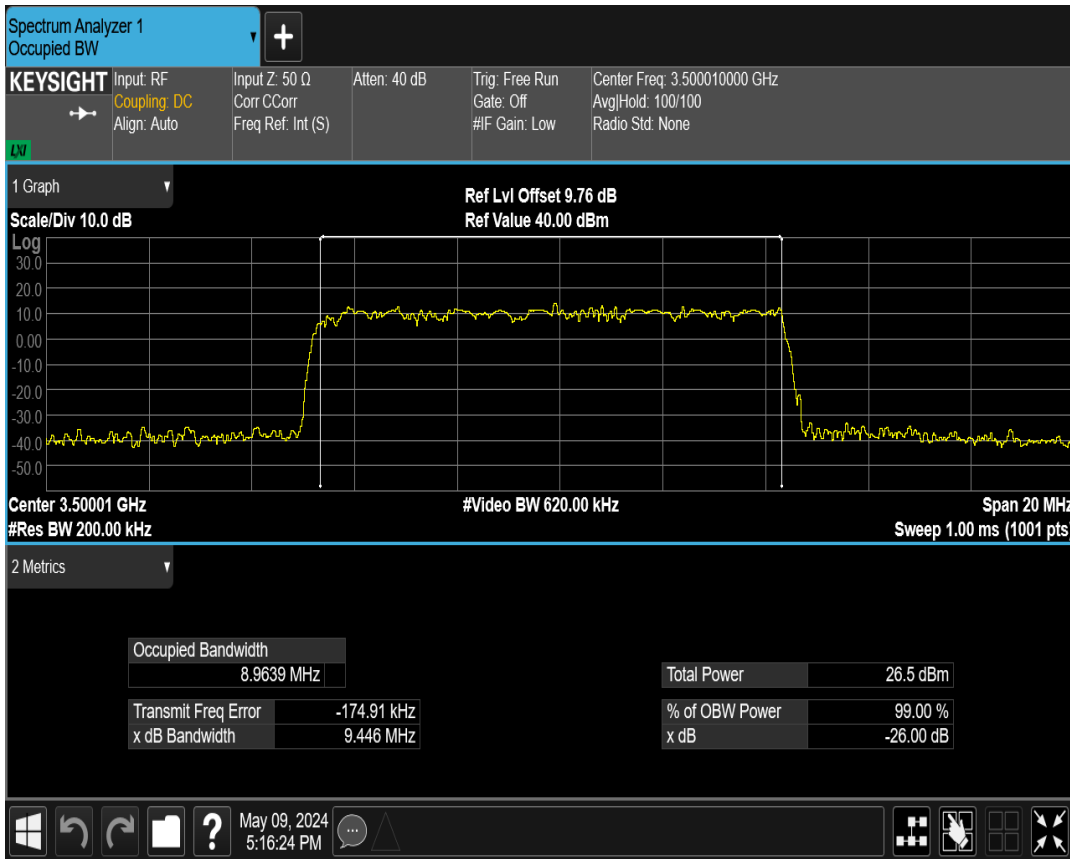 Spectrum Analyzer 1
Occupied BW
+
KEYSIGHT
LXI
Input: RF
Coupling: DC
Align: Auto
Input Z: 50 Ω
Corr CCorr
Freq Ref: Int (S)
Atten: 40 dB
Trig: Free Run
Gate: Off
#IF Gain: Low
Center Freq: 3.500010000 GHz
Avg|Hold: 100/100
Radio Std: None
1 Graph
Scale/Div 10.0 dB
Ref Lvl Offset 9.76 dB
Ref Value 40.00 dBm
Log
30.0
20.0
10.0
0.00
-10.0
-20.0
-30.0
-40.0
-50.0
Center 3.50001 GHz
#Video BW 620.00 kHz
Span 20 MHz
#Res BW 200.00 kHz
Sweep 1.00 ms (1001 pts)
2 Metrics
Occupied Bandwidth
8.9639 MHz
Total Power 26.5 dBm
Transmit Freq Error -174.91 kHz
% of OBW Power 99.00 %
x dB Bandwidth 9.446 MHz
x dB -26.00 dB
?
May 09, 2024
5:16:24 PM